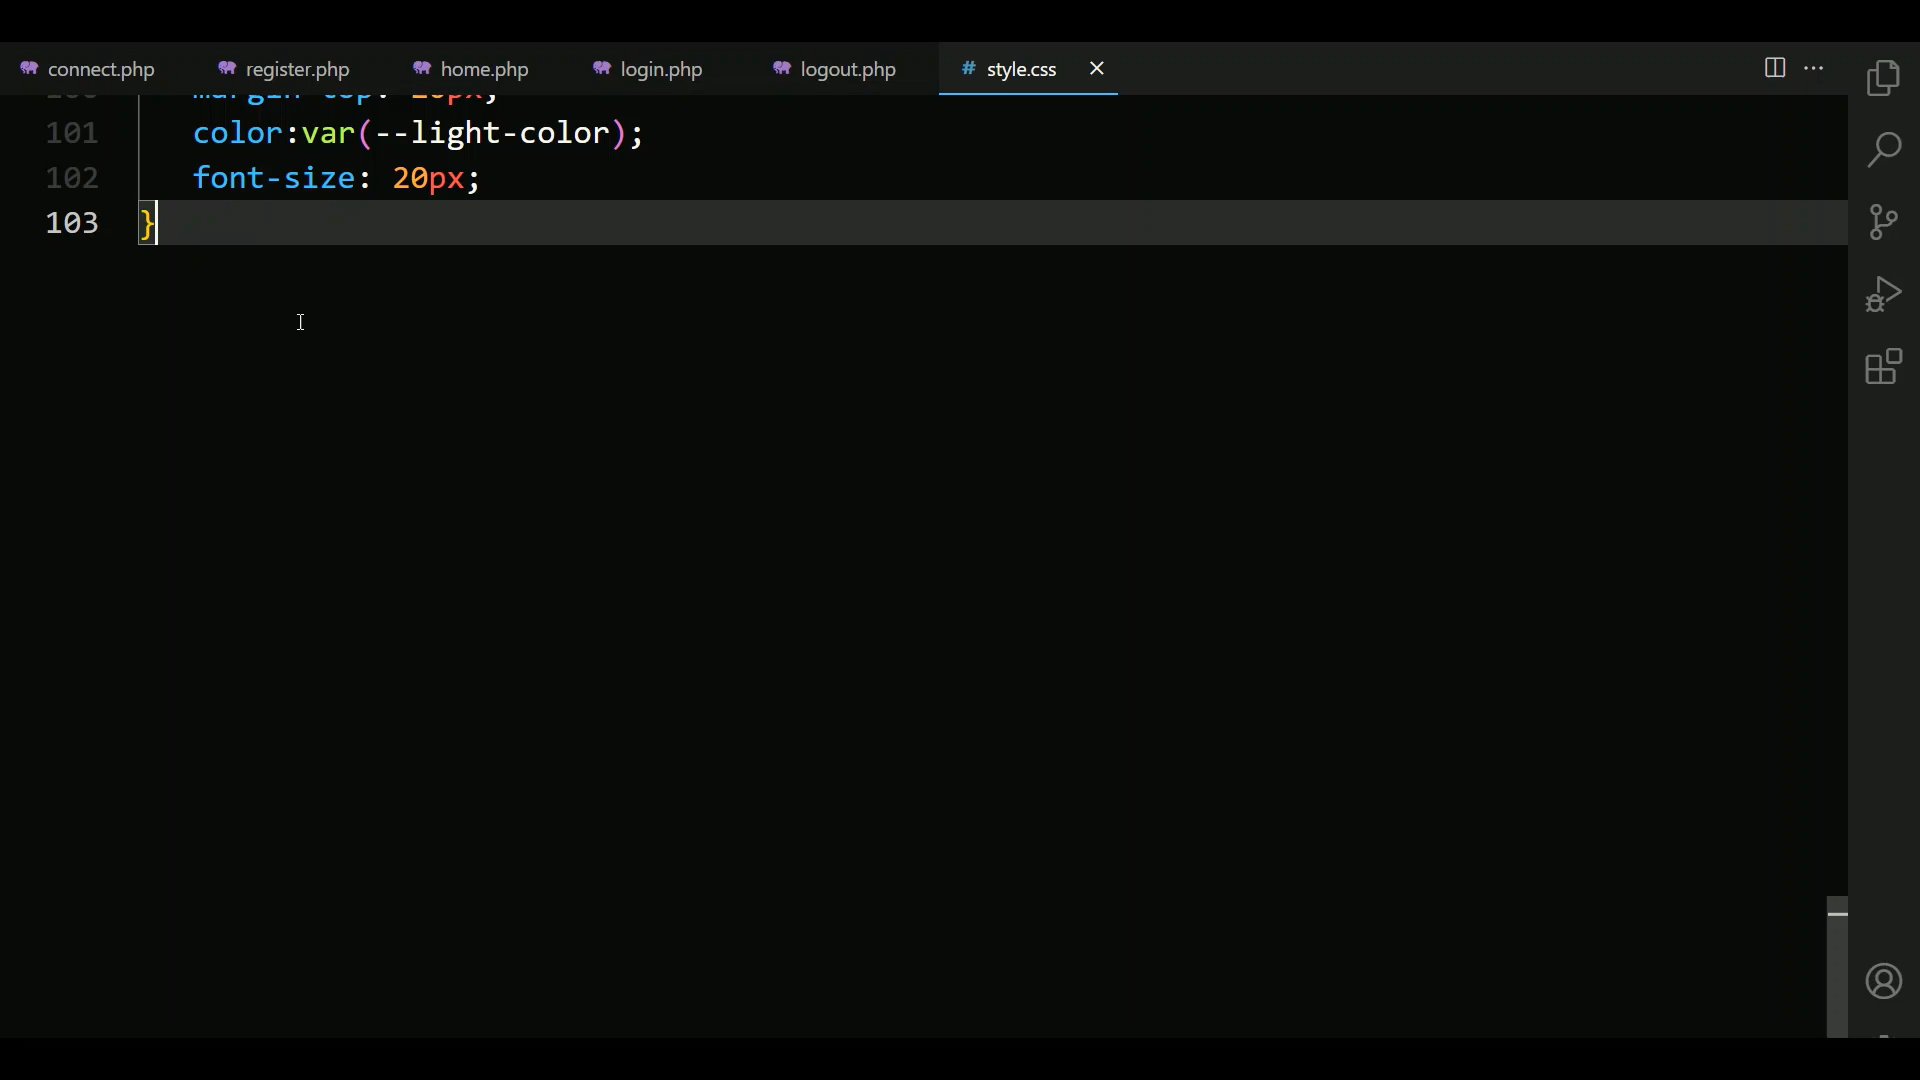 connect.php register.php home.php login.php logout.php # style.css
101 color:var(--light-color);
102 font-size: 20px;
103 }